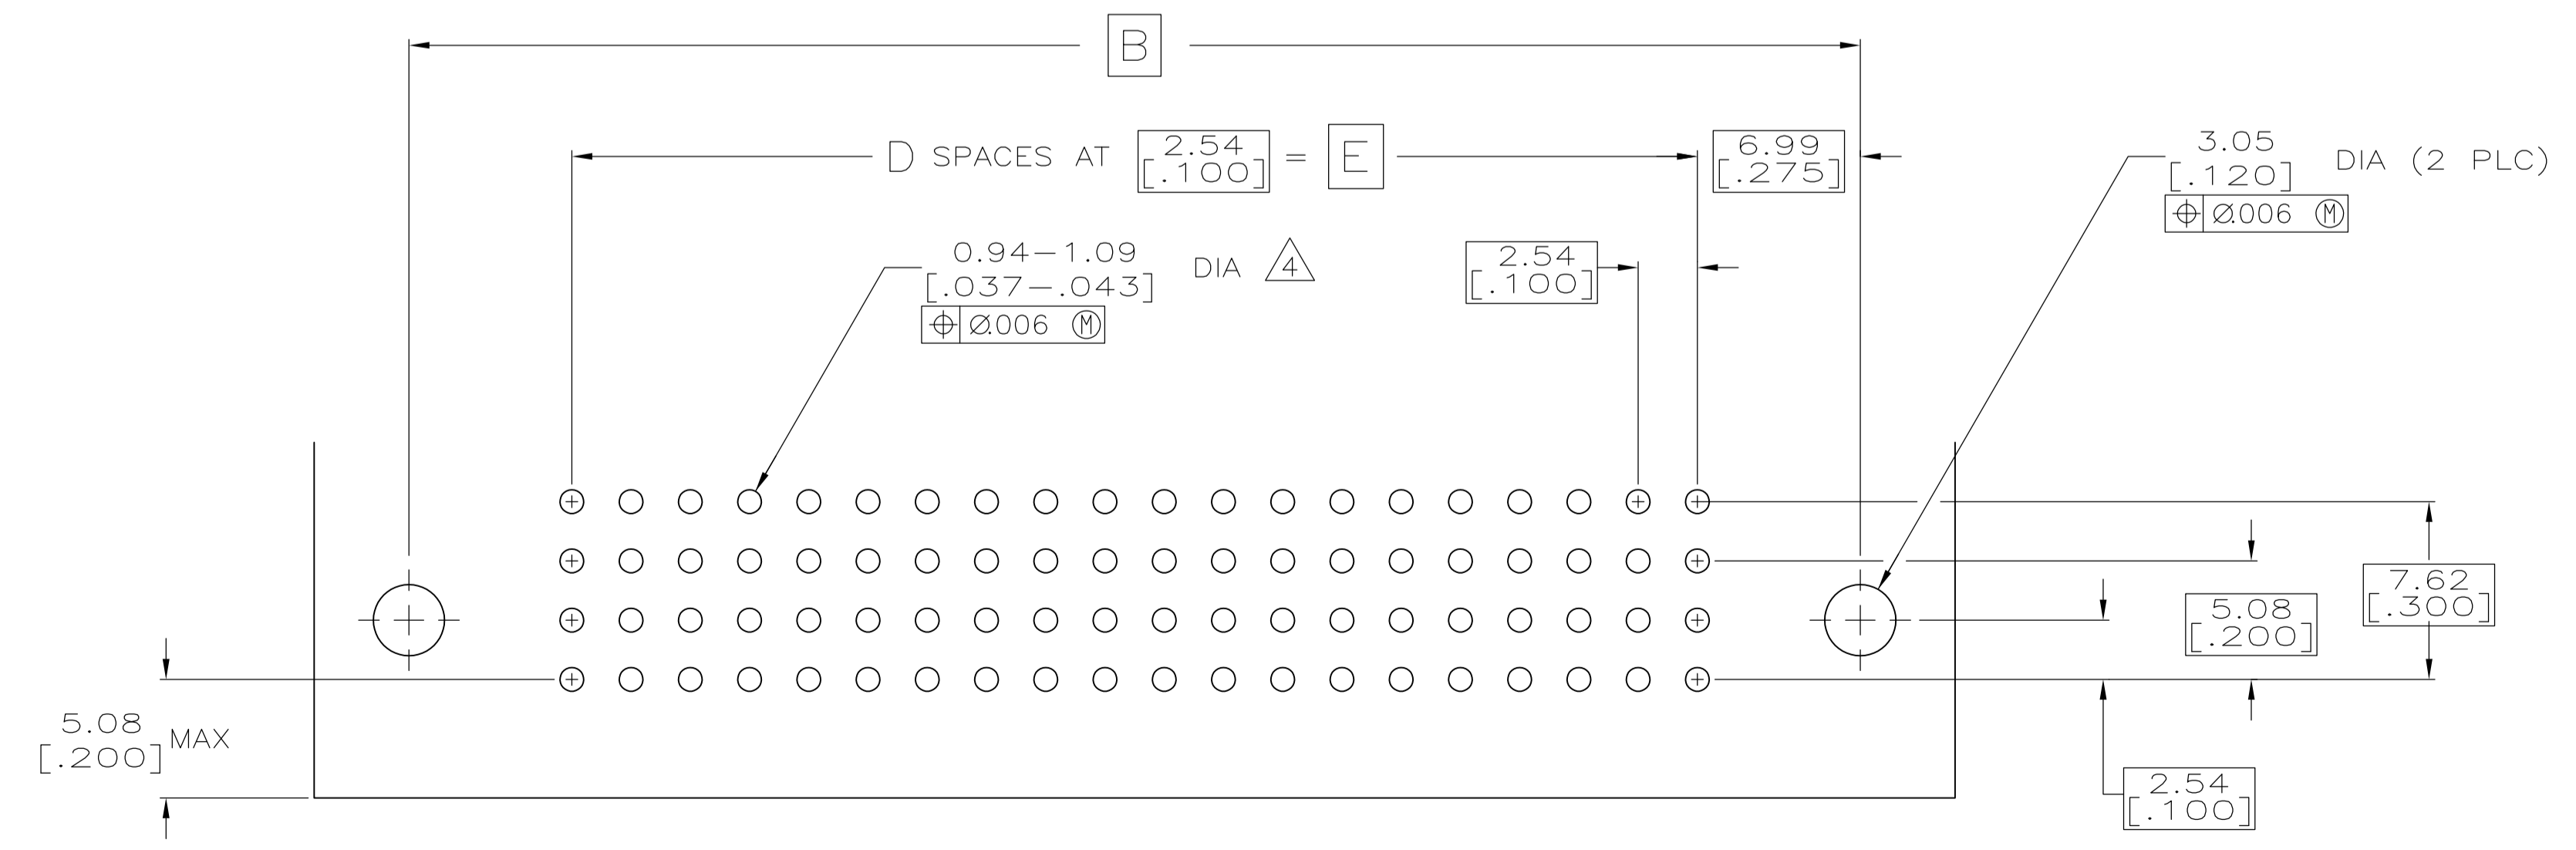 B
D SPACES AT 2.54 [.100] = E
6.99
[.275]
3.05
[.120] DIA (2 PLC)
⌖ ⌀.006 Ⓜ
0.94-1.09
[.037-.043] DIA 4
⌖ ⌀.006 Ⓜ
2.54
[.100]
7.62
[.300]
5.08
[.200]
5.08
[.200] MAX
2.54
[.100]